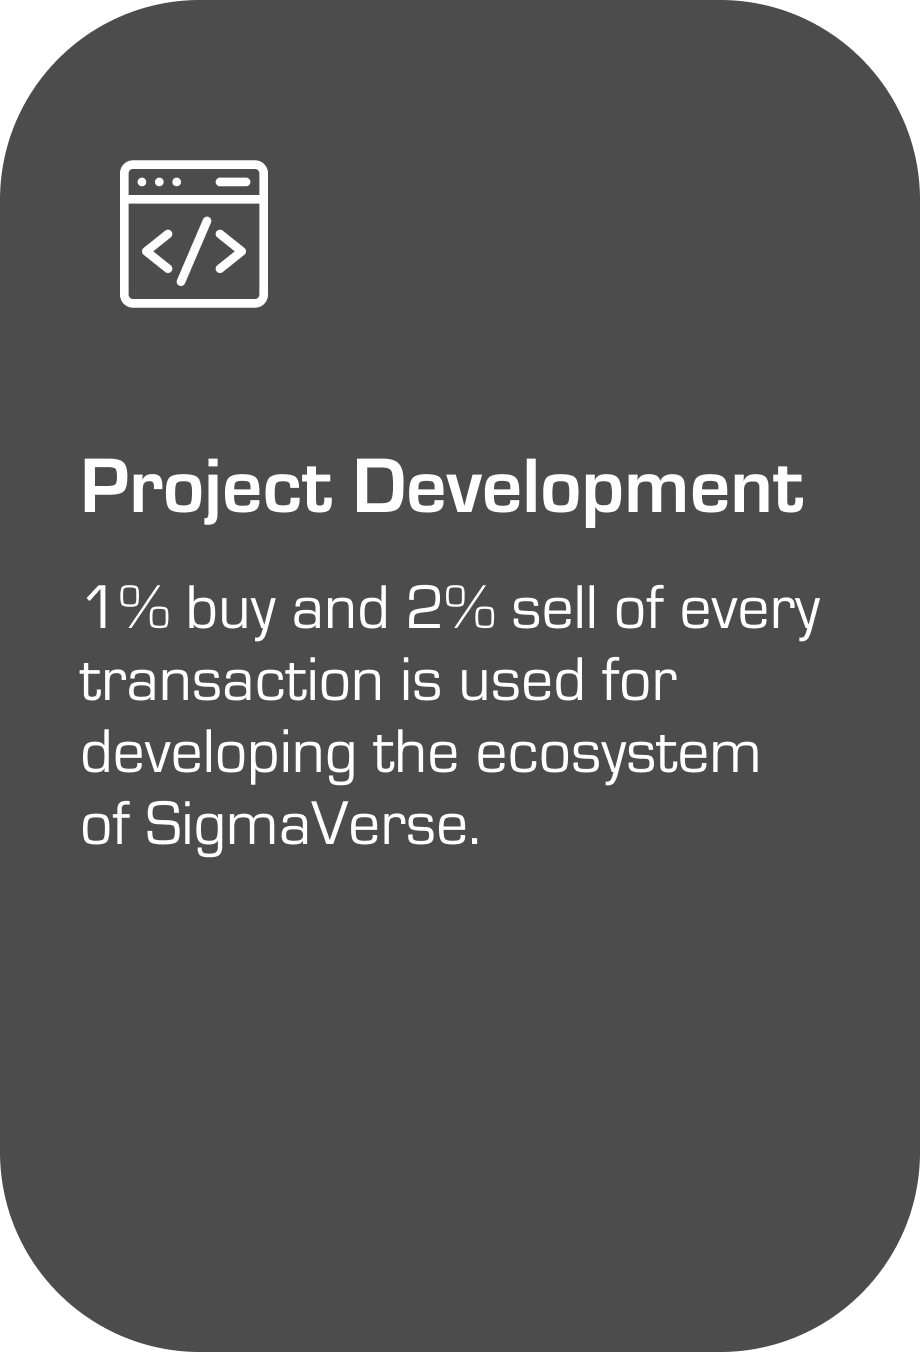 Project Development
1% buy and 2% sell of every
transaction is used for
developing the ecosystem
of SigmaVerse.